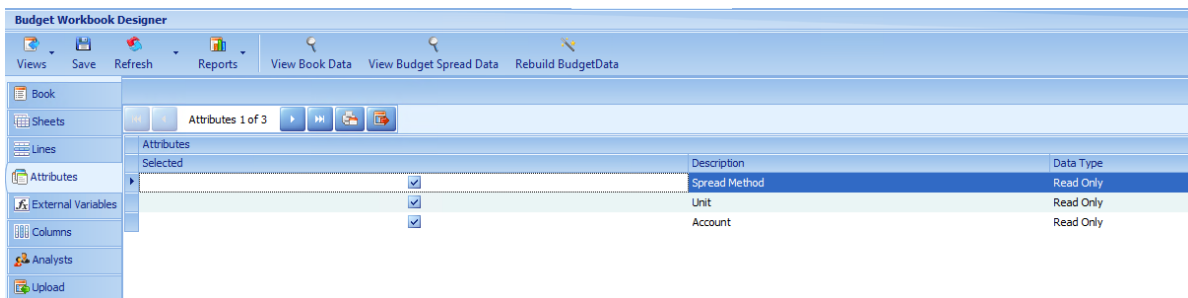 Budget Workbook Designer
Views Save Refresh Reports View Book Data View Budget Spread Data Rebuild BudgetData
Book
Sheets
Attributes 1 of 3
Lines
Attributes
Selected Description Data Type
Attributes
Spread Method Read Only
External Variables
Unit Read Only
Account Read Only
Columns
Analysts
Upload